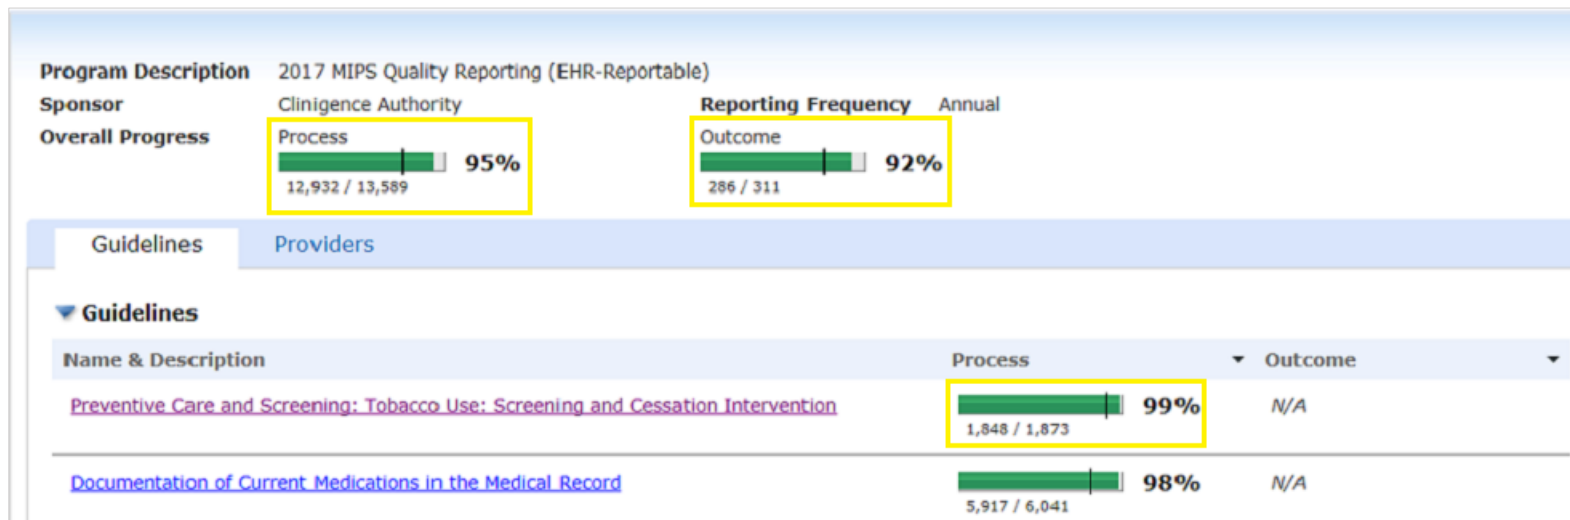 Program Description 2017 MIPS Quality Reporting (EHR-Reportable)
Sponsor Clinigence Authority Reporting Frequency Annual
Overall Progress Process Outcome
95% 92%
12,932 / 13,589 286 / 311
Guidelines Providers
Guidelines
Name & Description Process Outcome
Preventive Care and Screening: Tobacco Use: Screening and Cessation Intervention 99% N/A
1,848 / 1,873
Documentation of Current Medications in the Medical Record 98% N/A
5,917 / 6,041